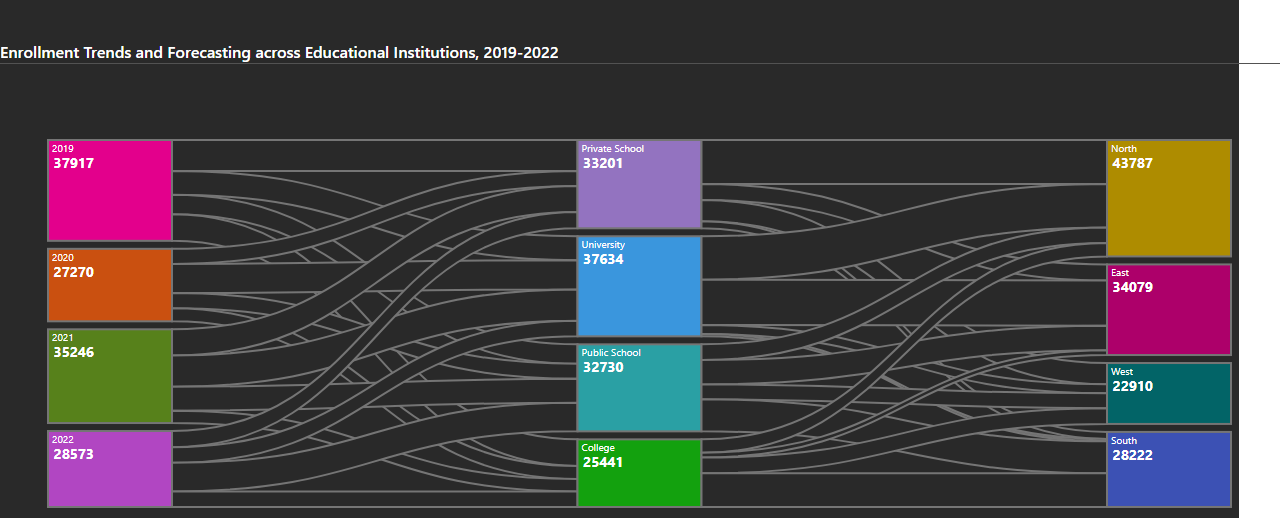 Enrollment Trends and Forecasting across Educational Institutions, 2019-2022
2019
37917
2020
27270
2021
35246
2022
28573
Private School
33201
University
37634
Public School
32730
College
25441
North
43787
East
34079
West
22910
South
28222